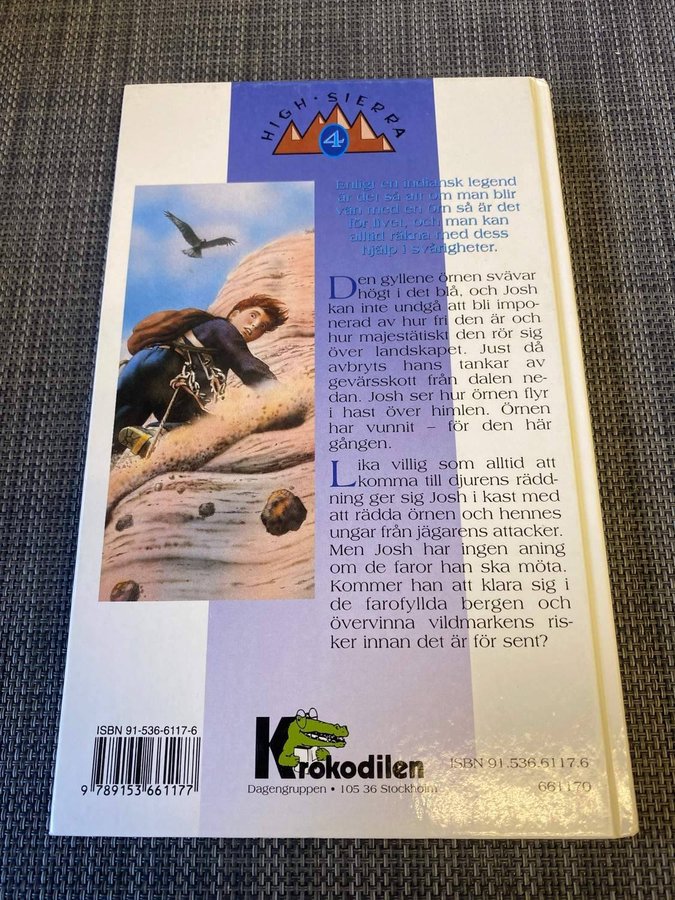 HIGH · SIERRA
4
Enligt en indiansk legend
är det så att om man blir
vän med en örn så är det
för livet, och man kan
alltid räkna med dess
hjälp i svårigheter.
Den gyllene örnen svävar
högt i det blå, och Josh
kan inte undgå att bli impo-
nerad av hur fri den är och
hur majestätiskt den rör sig
över landskapet. Just då
avbryts hans tankar av
gevärsskott från dalen ne-
dan. Josh ser hur örnen flyr
i hast över himlen. Örnen
har vunnit – för den här
gången.
Lika villig som alltid att
komma till djurens rädd-
ning ger sig Josh i kast med
att rädda örnen och hennes
ungar från jägarens attacker.
Men Josh har ingen aning
om de faror han ska möta.
Kommer han att klara sig i
de farofyllda bergen och
övervinna vildmarkens ris-
ker innan det är för sent?
ISBN 91-536-6117-6
9 789153 661177
Krokodilen
Dagengruppen • 105 36 Stockholm
ISBN 91.536.6117.6
661170